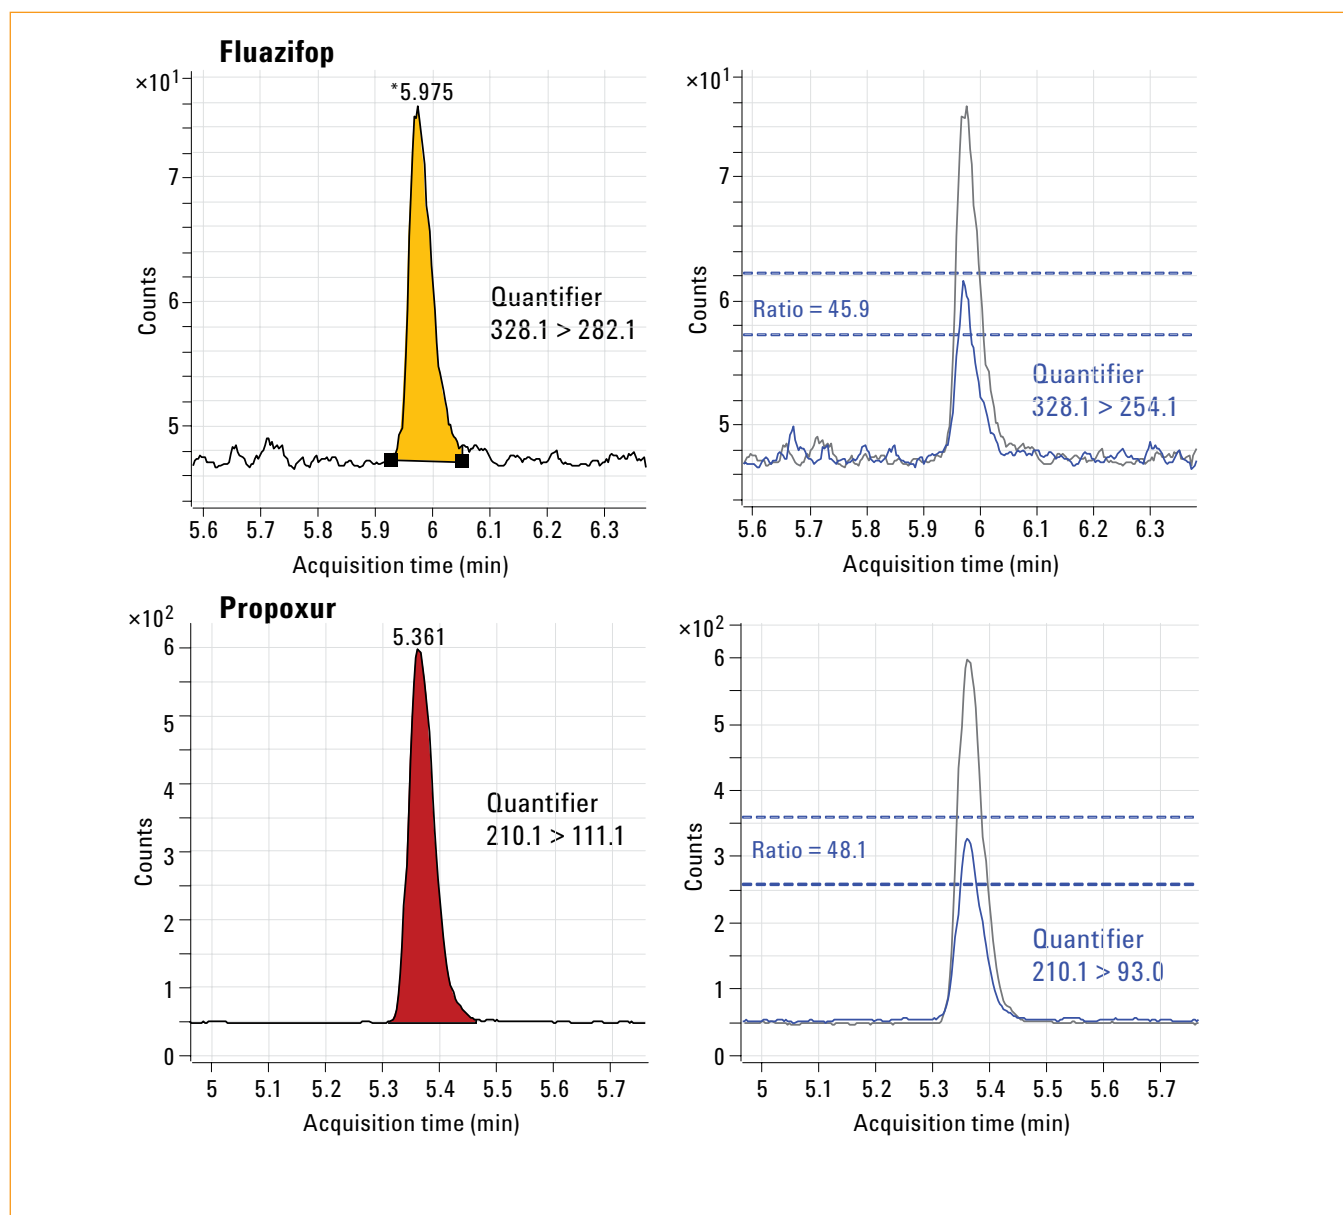 Fluazifop
×10¹
*5.975
7
6
5
Counts
Quantifier
328.1 > 282.1
5.6 5.7 5.8 5.9 6 6.1 6.2 6.3
Acquisition time (min)
×10¹
7
6
5
Counts
Ratio = 45.9
Quantifier
328.1 > 254.1
5.6 5.7 5.8 5.9 6 6.1 6.2 6.3
Acquisition time (min)
Propoxur
×10²
5.361
6
5
4
3
2
1
0
Counts
Quantifier
210.1 > 111.1
5 5.1 5.2 5.3 5.4 5.5 5.6 5.7
Acquisition time (min)
×10²
6
5
4
3
2
1
0
Counts
Ratio = 48.1
Quantifier
210.1 > 93.0
5 5.1 5.2 5.3 5.4 5.5 5.6 5.7
Acquisition time (min)